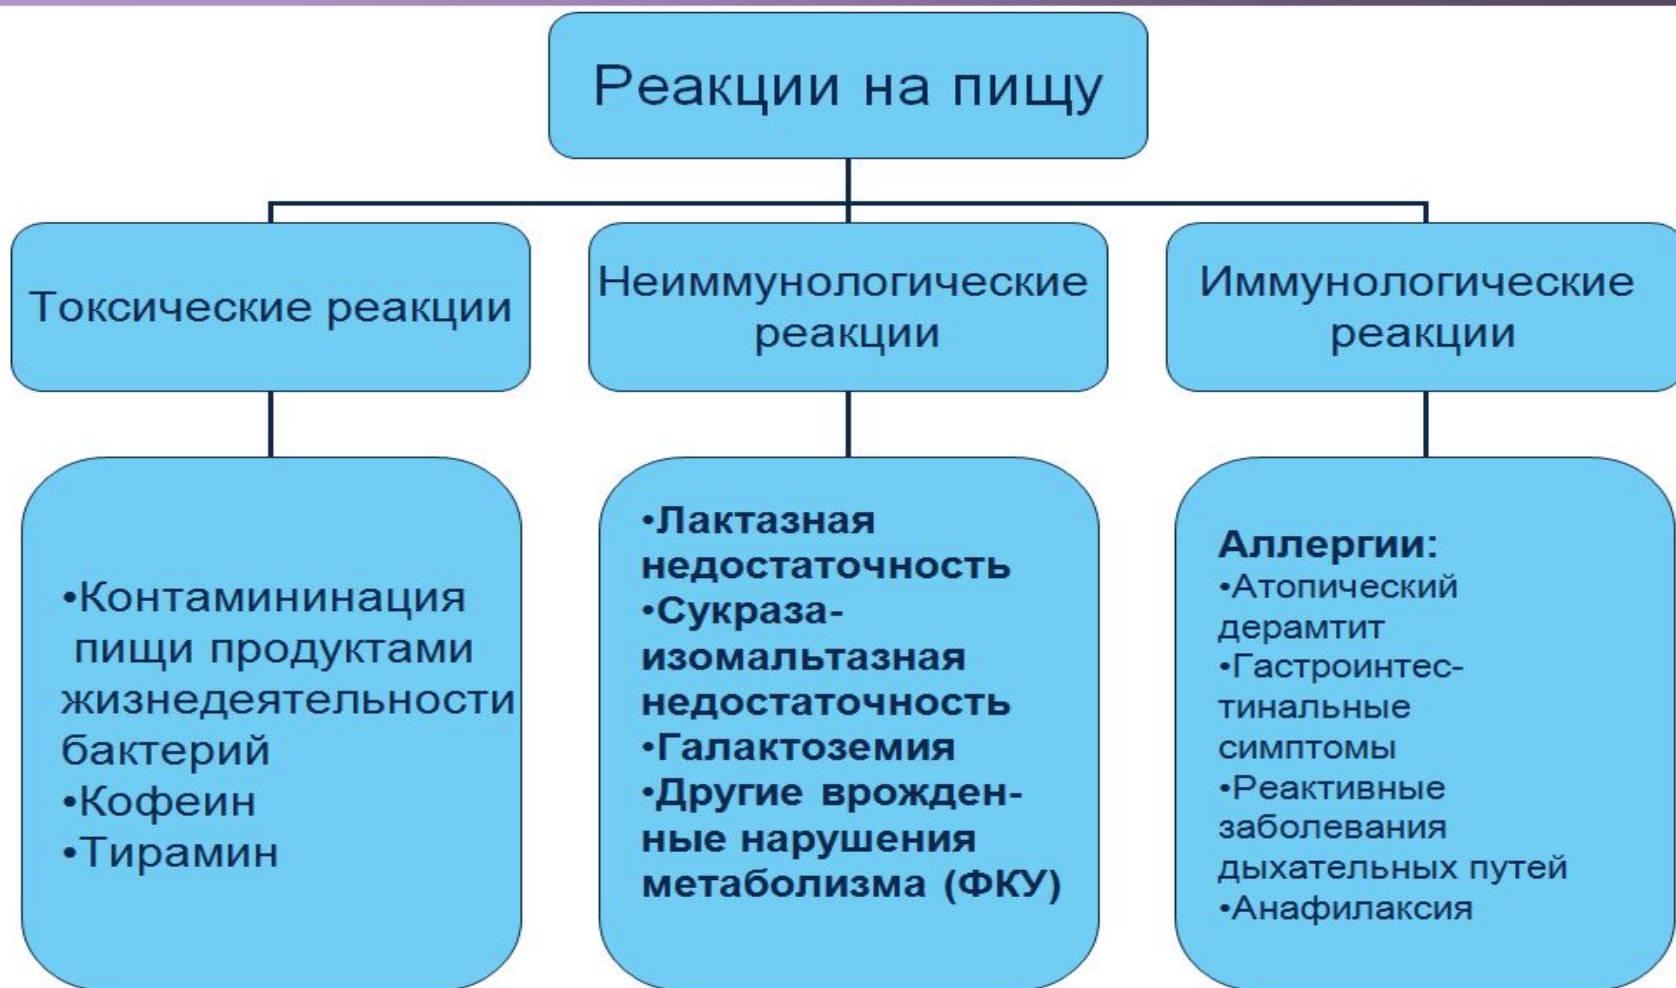 Реакции на пищу
Токсические реакции
Неиммунологические
реакции
Иммунологические
реакции
•Контамининация
пищи продуктами
жизнедеятельности
бактерий
•Кофеин
•Тирамин
•Лактазная
недостаточность
•Сукраза-
изомальтазная
недостаточность
•Галактоземия
•Другие врожден-
ные нарушения
метаболизма (ФКУ)
Аллергии:
•Атопический
дерамтит
•Гастроинтес-
тинальные
симптомы
•Реактивные
заболевания
дыхательных путей
•Анафилаксия